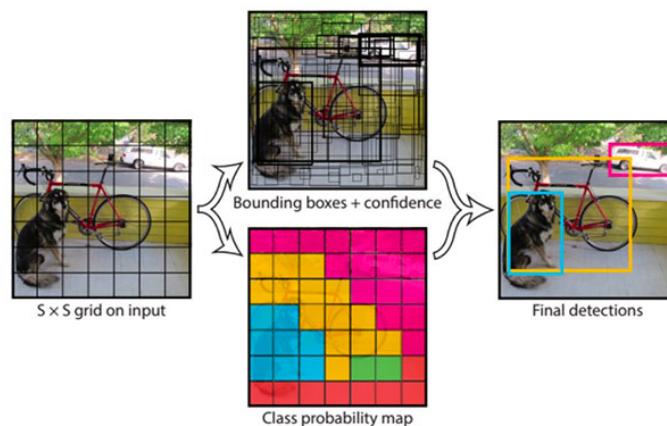 S × S grid on input
Bounding boxes + confidence
Class probability map
Final detections